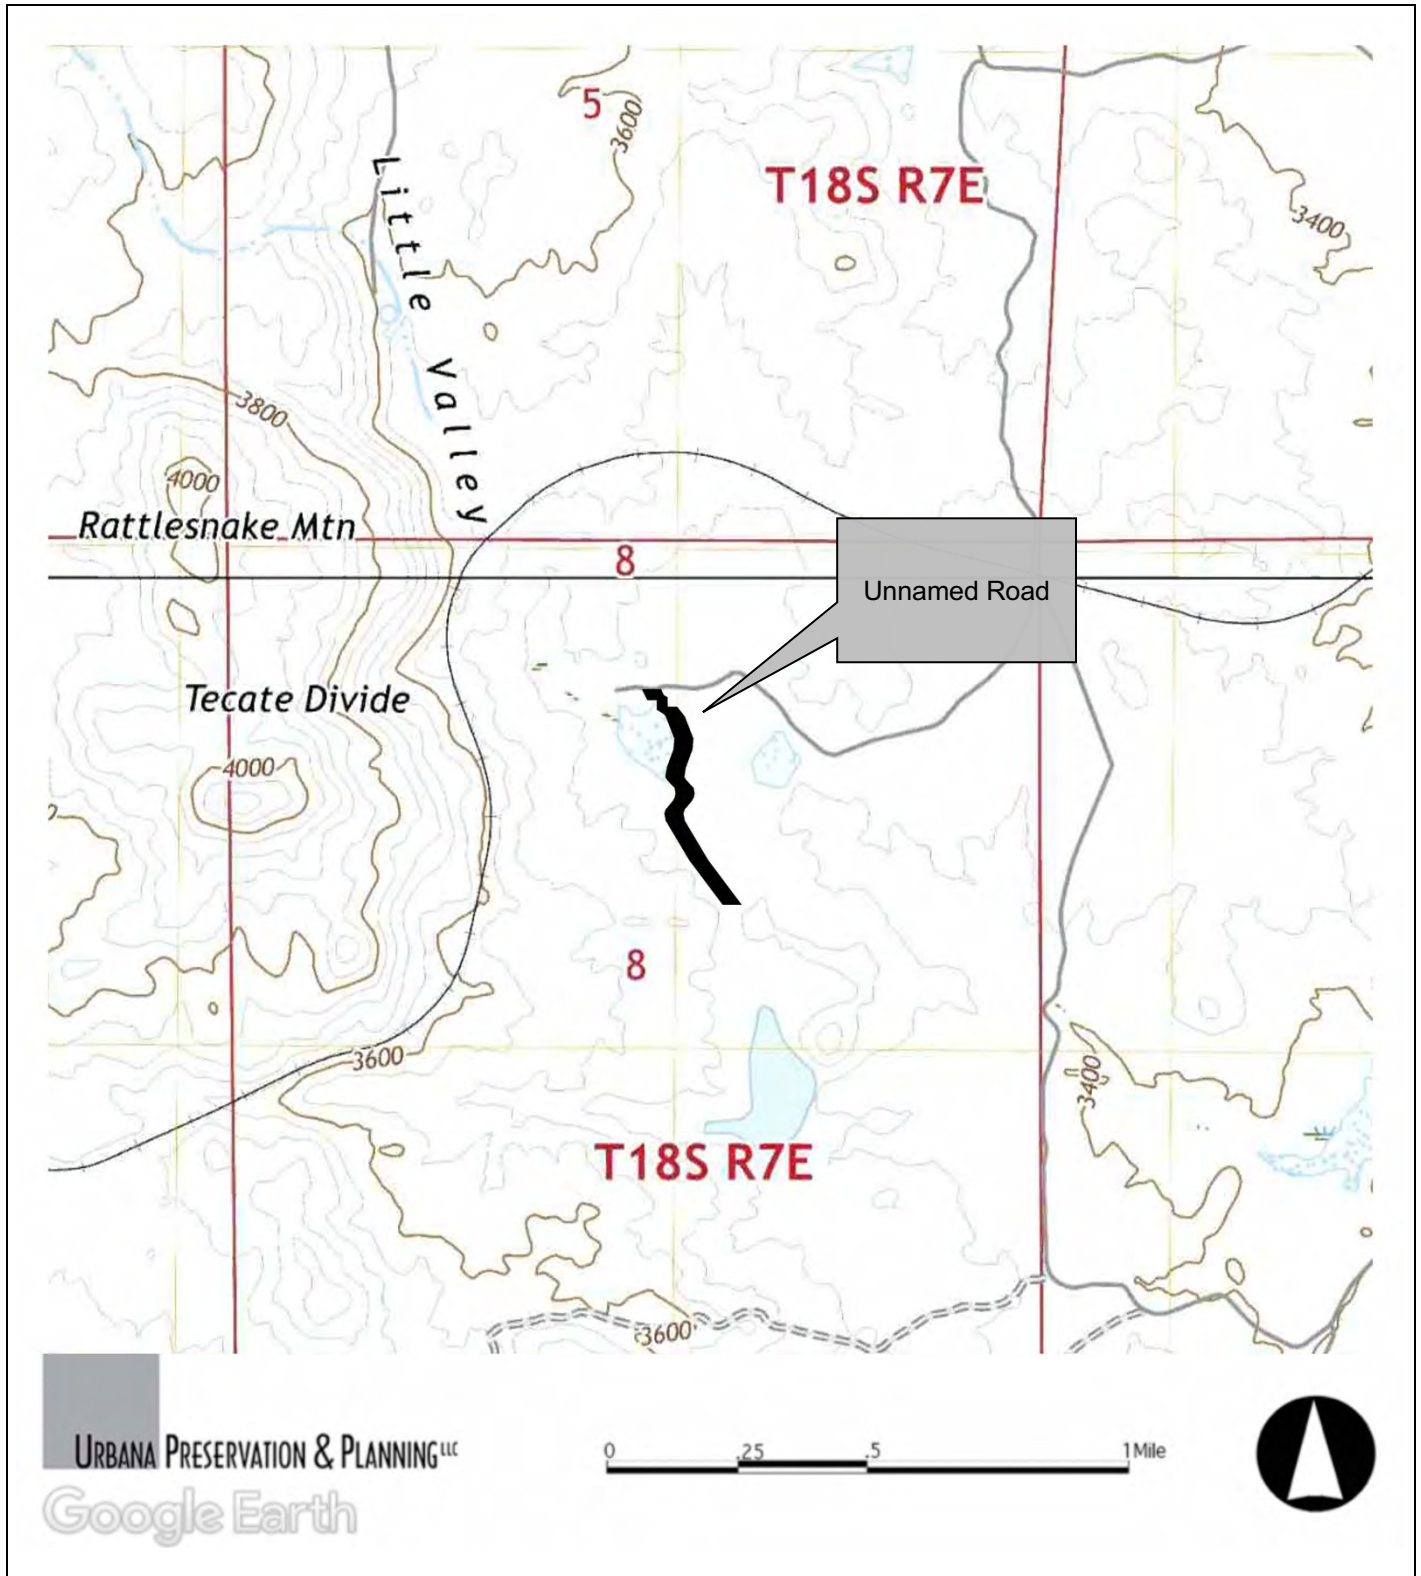 5
3600
T18S R7E
3400
Little Valley
3800
4000
Rattlesnake Mtn
8
Unnamed Road
Tecate Divide
4000
8
3600
3400
T18S R7E
3600
URBANA PRESERVATION & PLANNING LLC
0 .25 .5 1 Mile
Google Earth